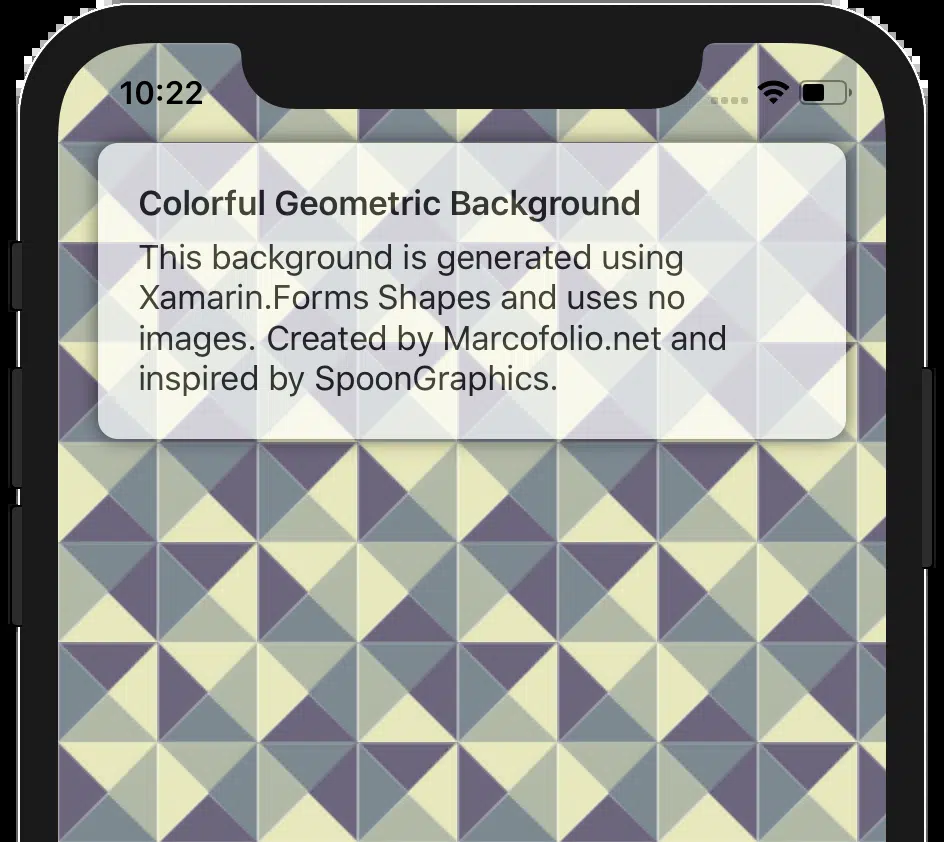 10:22
Colorful Geometric Background
This background is generated using
Xamarin.Forms Shapes and uses no
images. Created by Marcofolio.net and
inspired by SpoonGraphics.